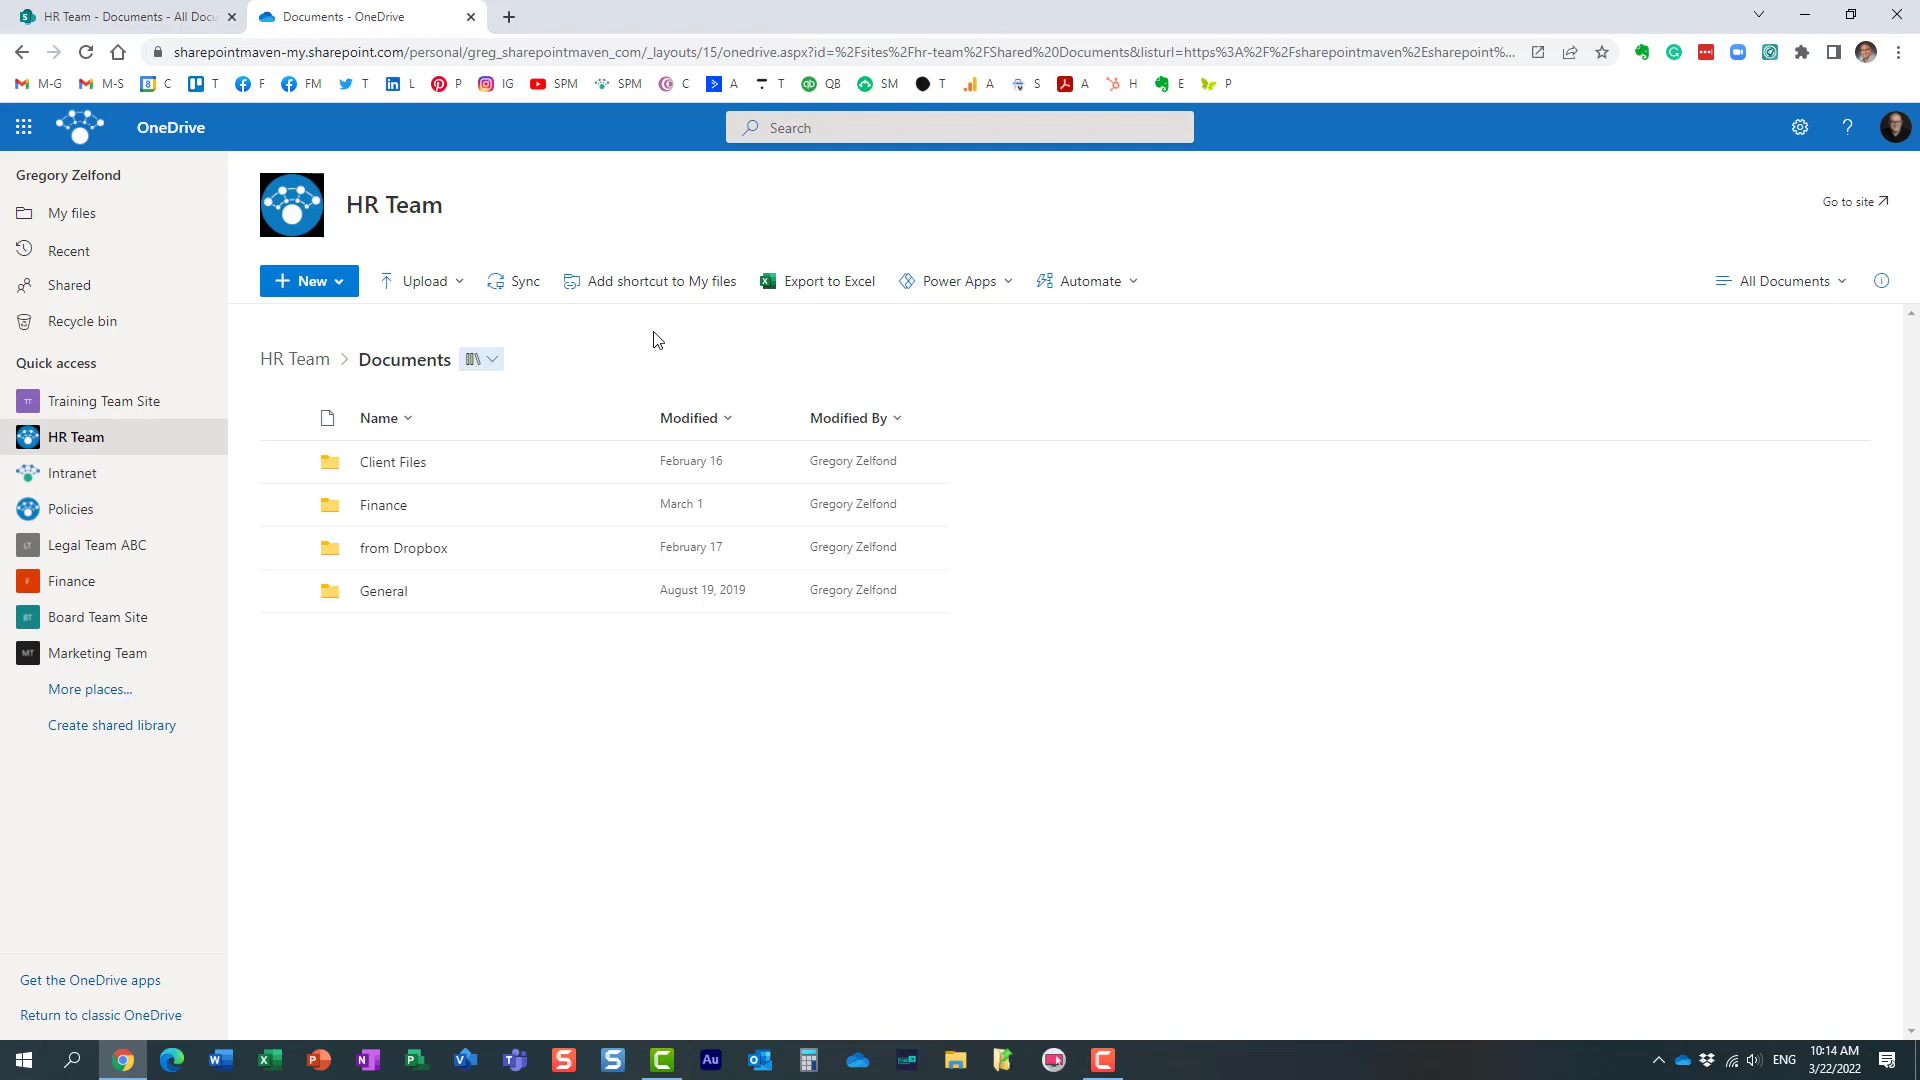 HR Team - Documents - All Docu
Documents - OneDrive
sharepointmaven-my.sharepoint.com/personal/greg_sharepointmaven_com/_layouts/15/onedrive.aspx?id=%2Fsites%2Fhr-team%2FShared%20Documents&listurl=https%3A%2F%2Fsharepointmaven%2Esharepoint%...
M-G M-S 8 C T F FM T L P IG SPM SPM C A T QB SM T A S A H E P
OneDrive
Search
?
Gregory Zelfond
My files
Recent
Shared
Recycle bin
Quick access
TT Training Team Site
HR Team
Intranet
Policies
LT Legal Team ABC
F Finance
BT Board Team Site
MT Marketing Team
More places...
Create shared library
Get the OneDrive apps
Return to classic OneDrive
HR Team
Go to site
New Upload Sync Add shortcut to My files Export to Excel Power Apps Automate All Documents
HR Team > Documents
Name Modified Modified By
Client Files February 16 Gregory Zelfond
Finance March 1 Gregory Zelfond
from Dropbox February 17 Gregory Zelfond
General August 19, 2019 Gregory Zelfond
ENG
10:14 AM
3/22/2022